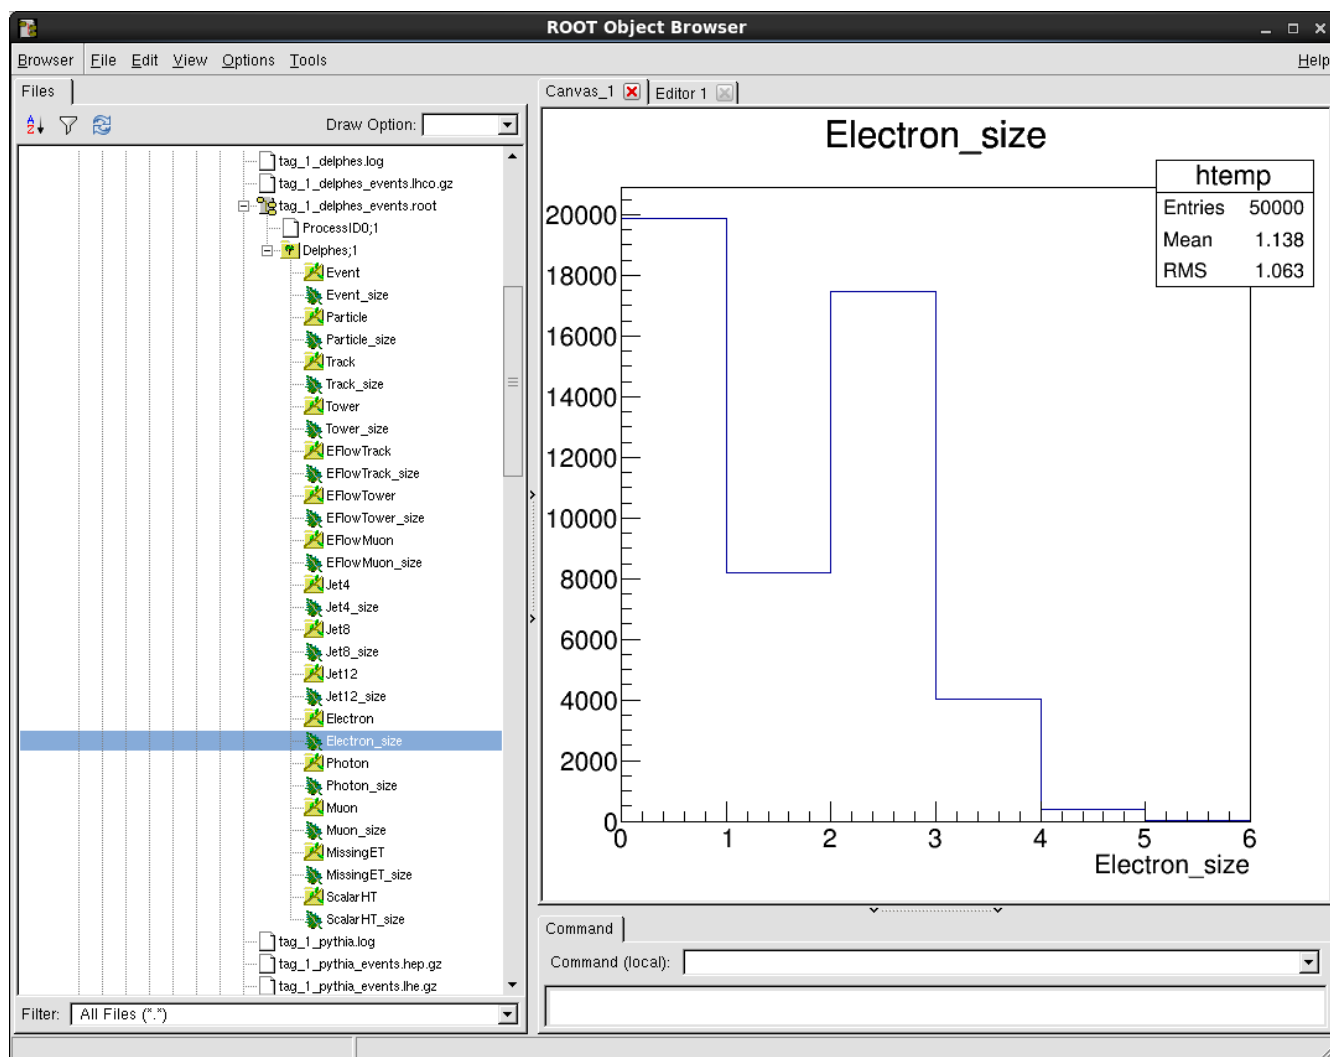 ROOT Object Browser
Browser File Edit View Options Tools Help
Files
Draw Option:
tag_1_delphes.log
tag_1_delphes_events.lhco.gz
tag_1_delphes_events.root
ProcessID0;1
Delphes;1
Event
Event_size
Particle
Particle_size
Track
Track_size
Tower
Tower_size
EFlowTrack
EFlowTrack_size
EFlowTower
EFlowTower_size
EFlowMuon
EFlowMuon_size
Jet4
Jet4_size
Jet8
Jet8_size
Jet12
Jet12_size
Electron
Electron_size
Photon
Photon_size
Muon
Muon_size
MissingET
MissingET_size
ScalarHT
ScalarHT_size
tag_1_pythia.log
tag_1_pythia_events.hep.gz
tag_1_pythia_events.lhe.gz
Filter: All Files (*.*)
Canvas_1 Editor 1
Electron_size
htemp
Entries 50000
Mean 1.138
RMS 1.063
20000
18000
16000
14000
12000
10000
8000
6000
4000
2000
0
0 1 2 3 4 5 6
Electron_size
Command
Command (local):